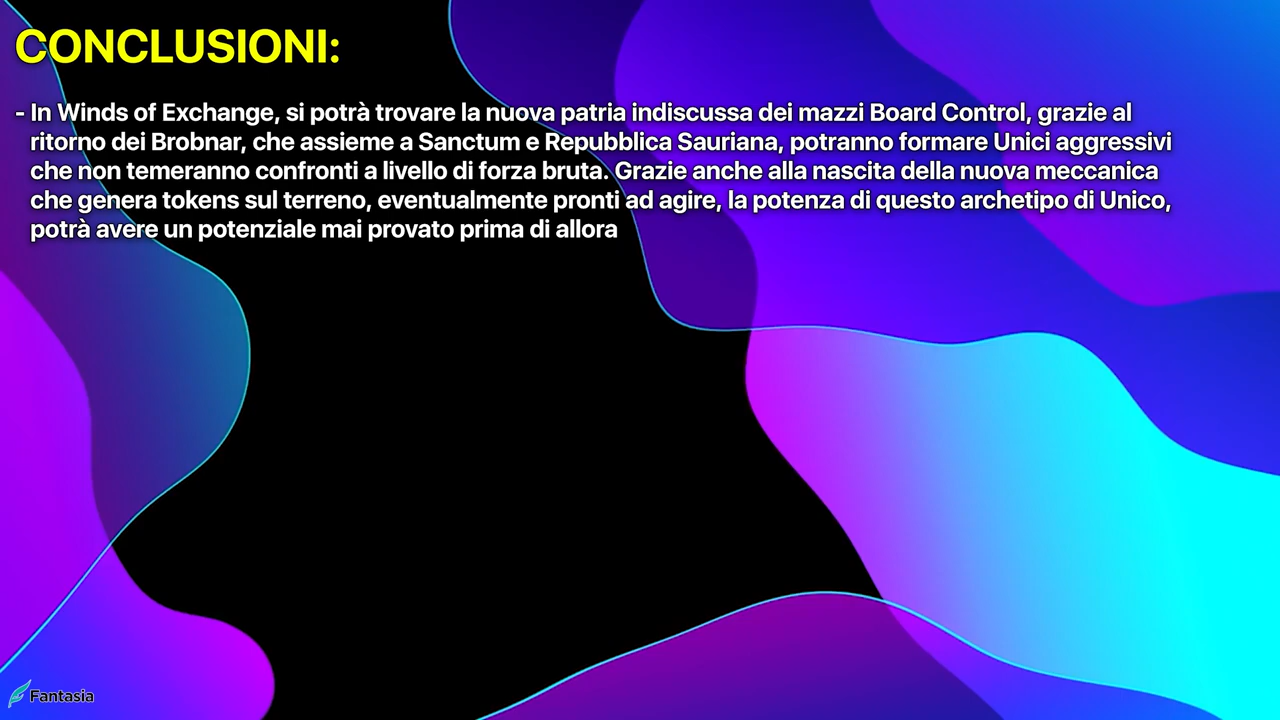 CONCLUSIONI:
- In Winds of Exchange, si potrà trovare la nuova patria indiscussa dei mazzi Board Control, grazie al
ritorno dei Brobnar, che assieme a Sanctum e Repubblica Sauriana, potranno formare Unici aggressivi
che non temeranno confronti a livello di forza bruta. Grazie anche alla nascita della nuova meccanica
che genera tokens sul terreno, eventualmente pronti ad agire, la potenza di questo archetipo di Unico,
potrà avere un potenziale mai provato prima di allora
Fantasia